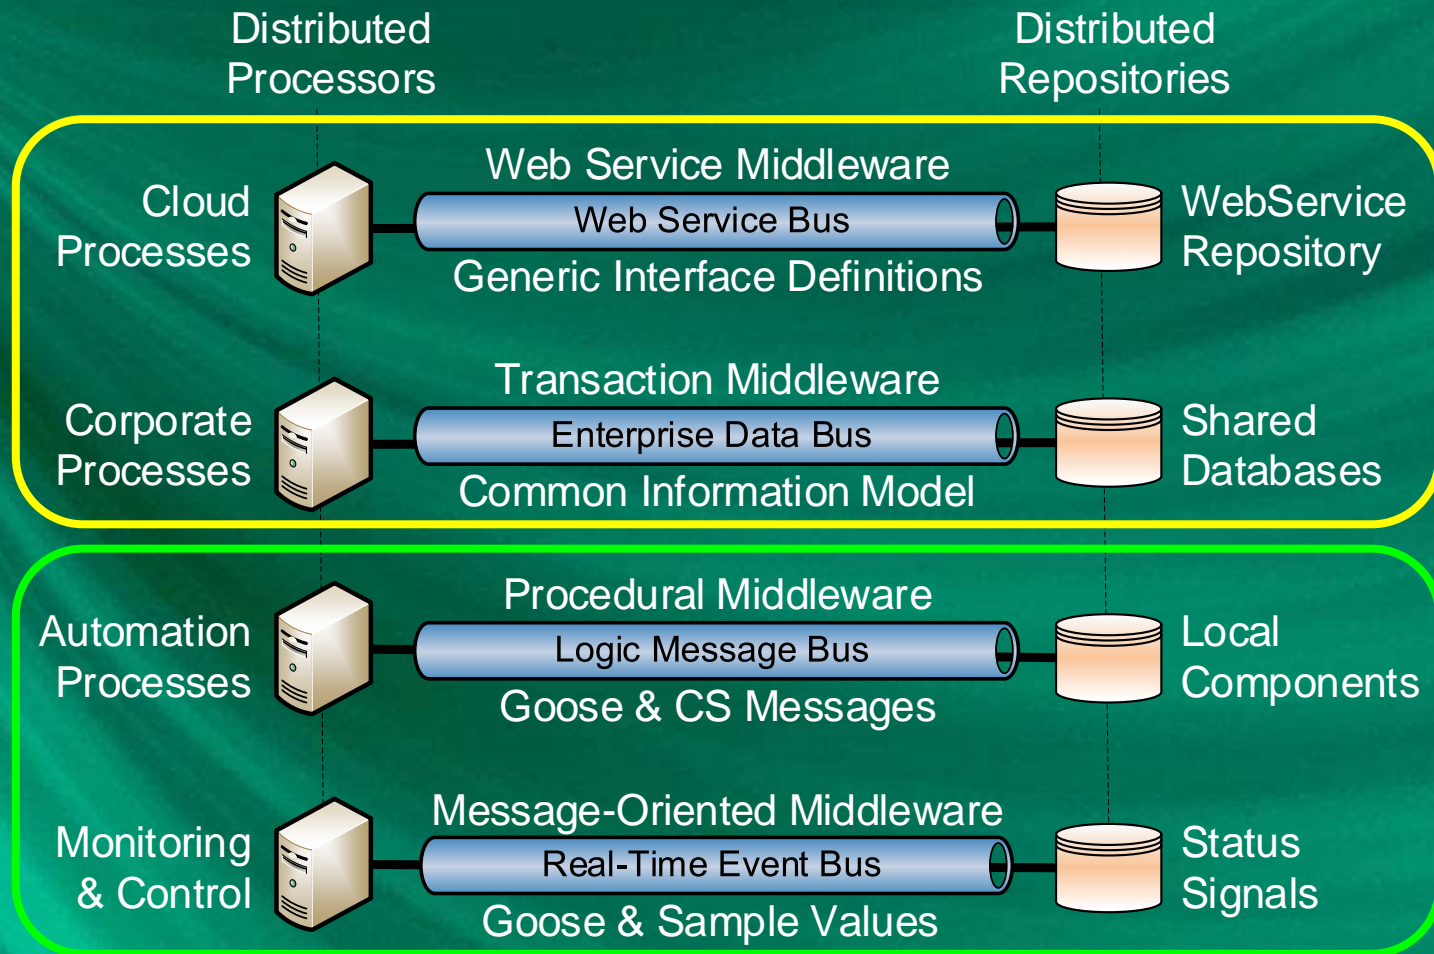 Distributed
Processors
Distributed
Repositories
Cloud
Processes
Web Service Middleware
Web Service Bus
Generic Interface Definitions
WebService
Repository
Corporate
Processes
Transaction Middleware
Enterprise Data Bus
Common Information Model
Shared
Databases
Automation
Processes
Procedural Middleware
Logic Message Bus
Goose & CS Messages
Local
Components
Monitoring
& Control
Message-Oriented Middleware
Real-Time Event Bus
Goose & Sample Values
Status
Signals